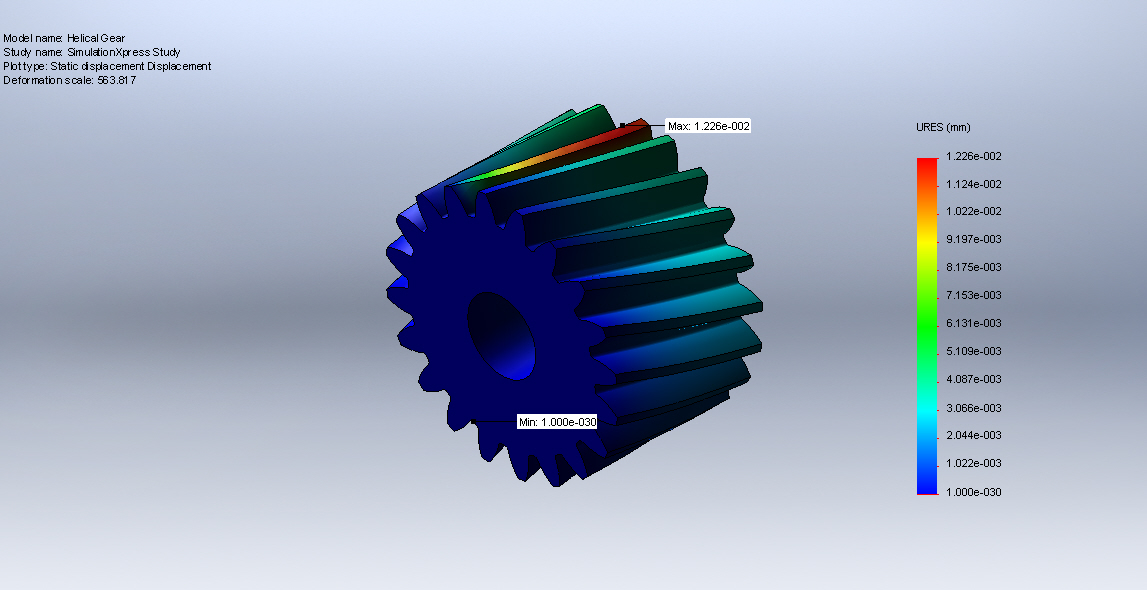 Model name: Helical Gear
Study name: SimulationXpress Study
Plot type: Static displacement Displacement
Deformation scale: 563.817
Max: 1.226e-002
URES (mm)
1.226e-002
1.124e-002
1.022e-002
9.197e-003
8.175e-003
7.153e-003
6.131e-003
5.109e-003
4.087e-003
3.066e-003
2.044e-003
1.022e-003
1.000e-030
Min: 1.000e-030